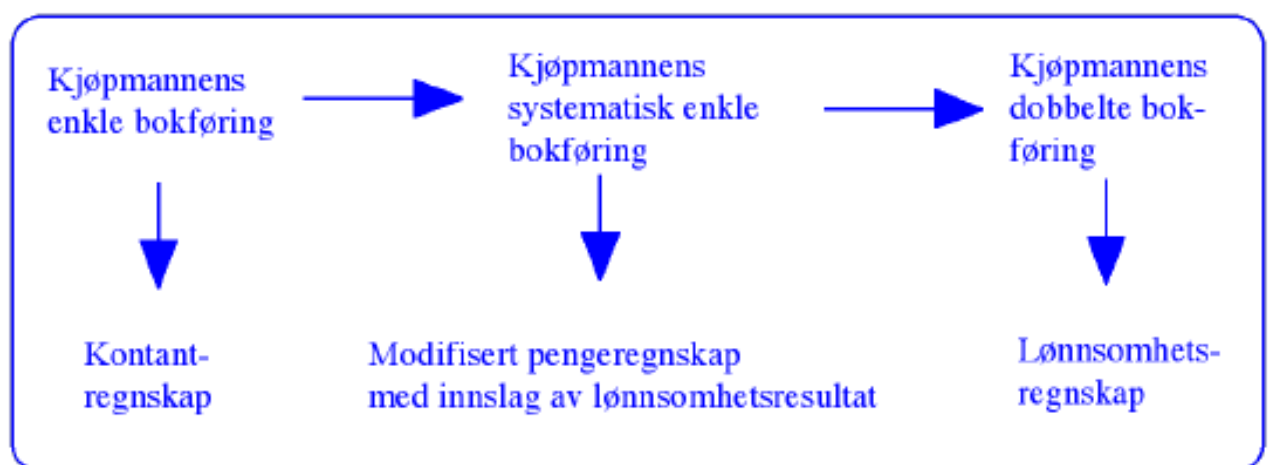 Kjøpmannens
enkle bokføring
Kjøpmannens
systematisk enkle
bokføring
Kjøpmannens
dobbelte bok-
føring
Kontant-
regnskap
Modifisert pengeregnskap
med innslag av lønnsomhetsresultat
Lønnsomhets-
regnskap